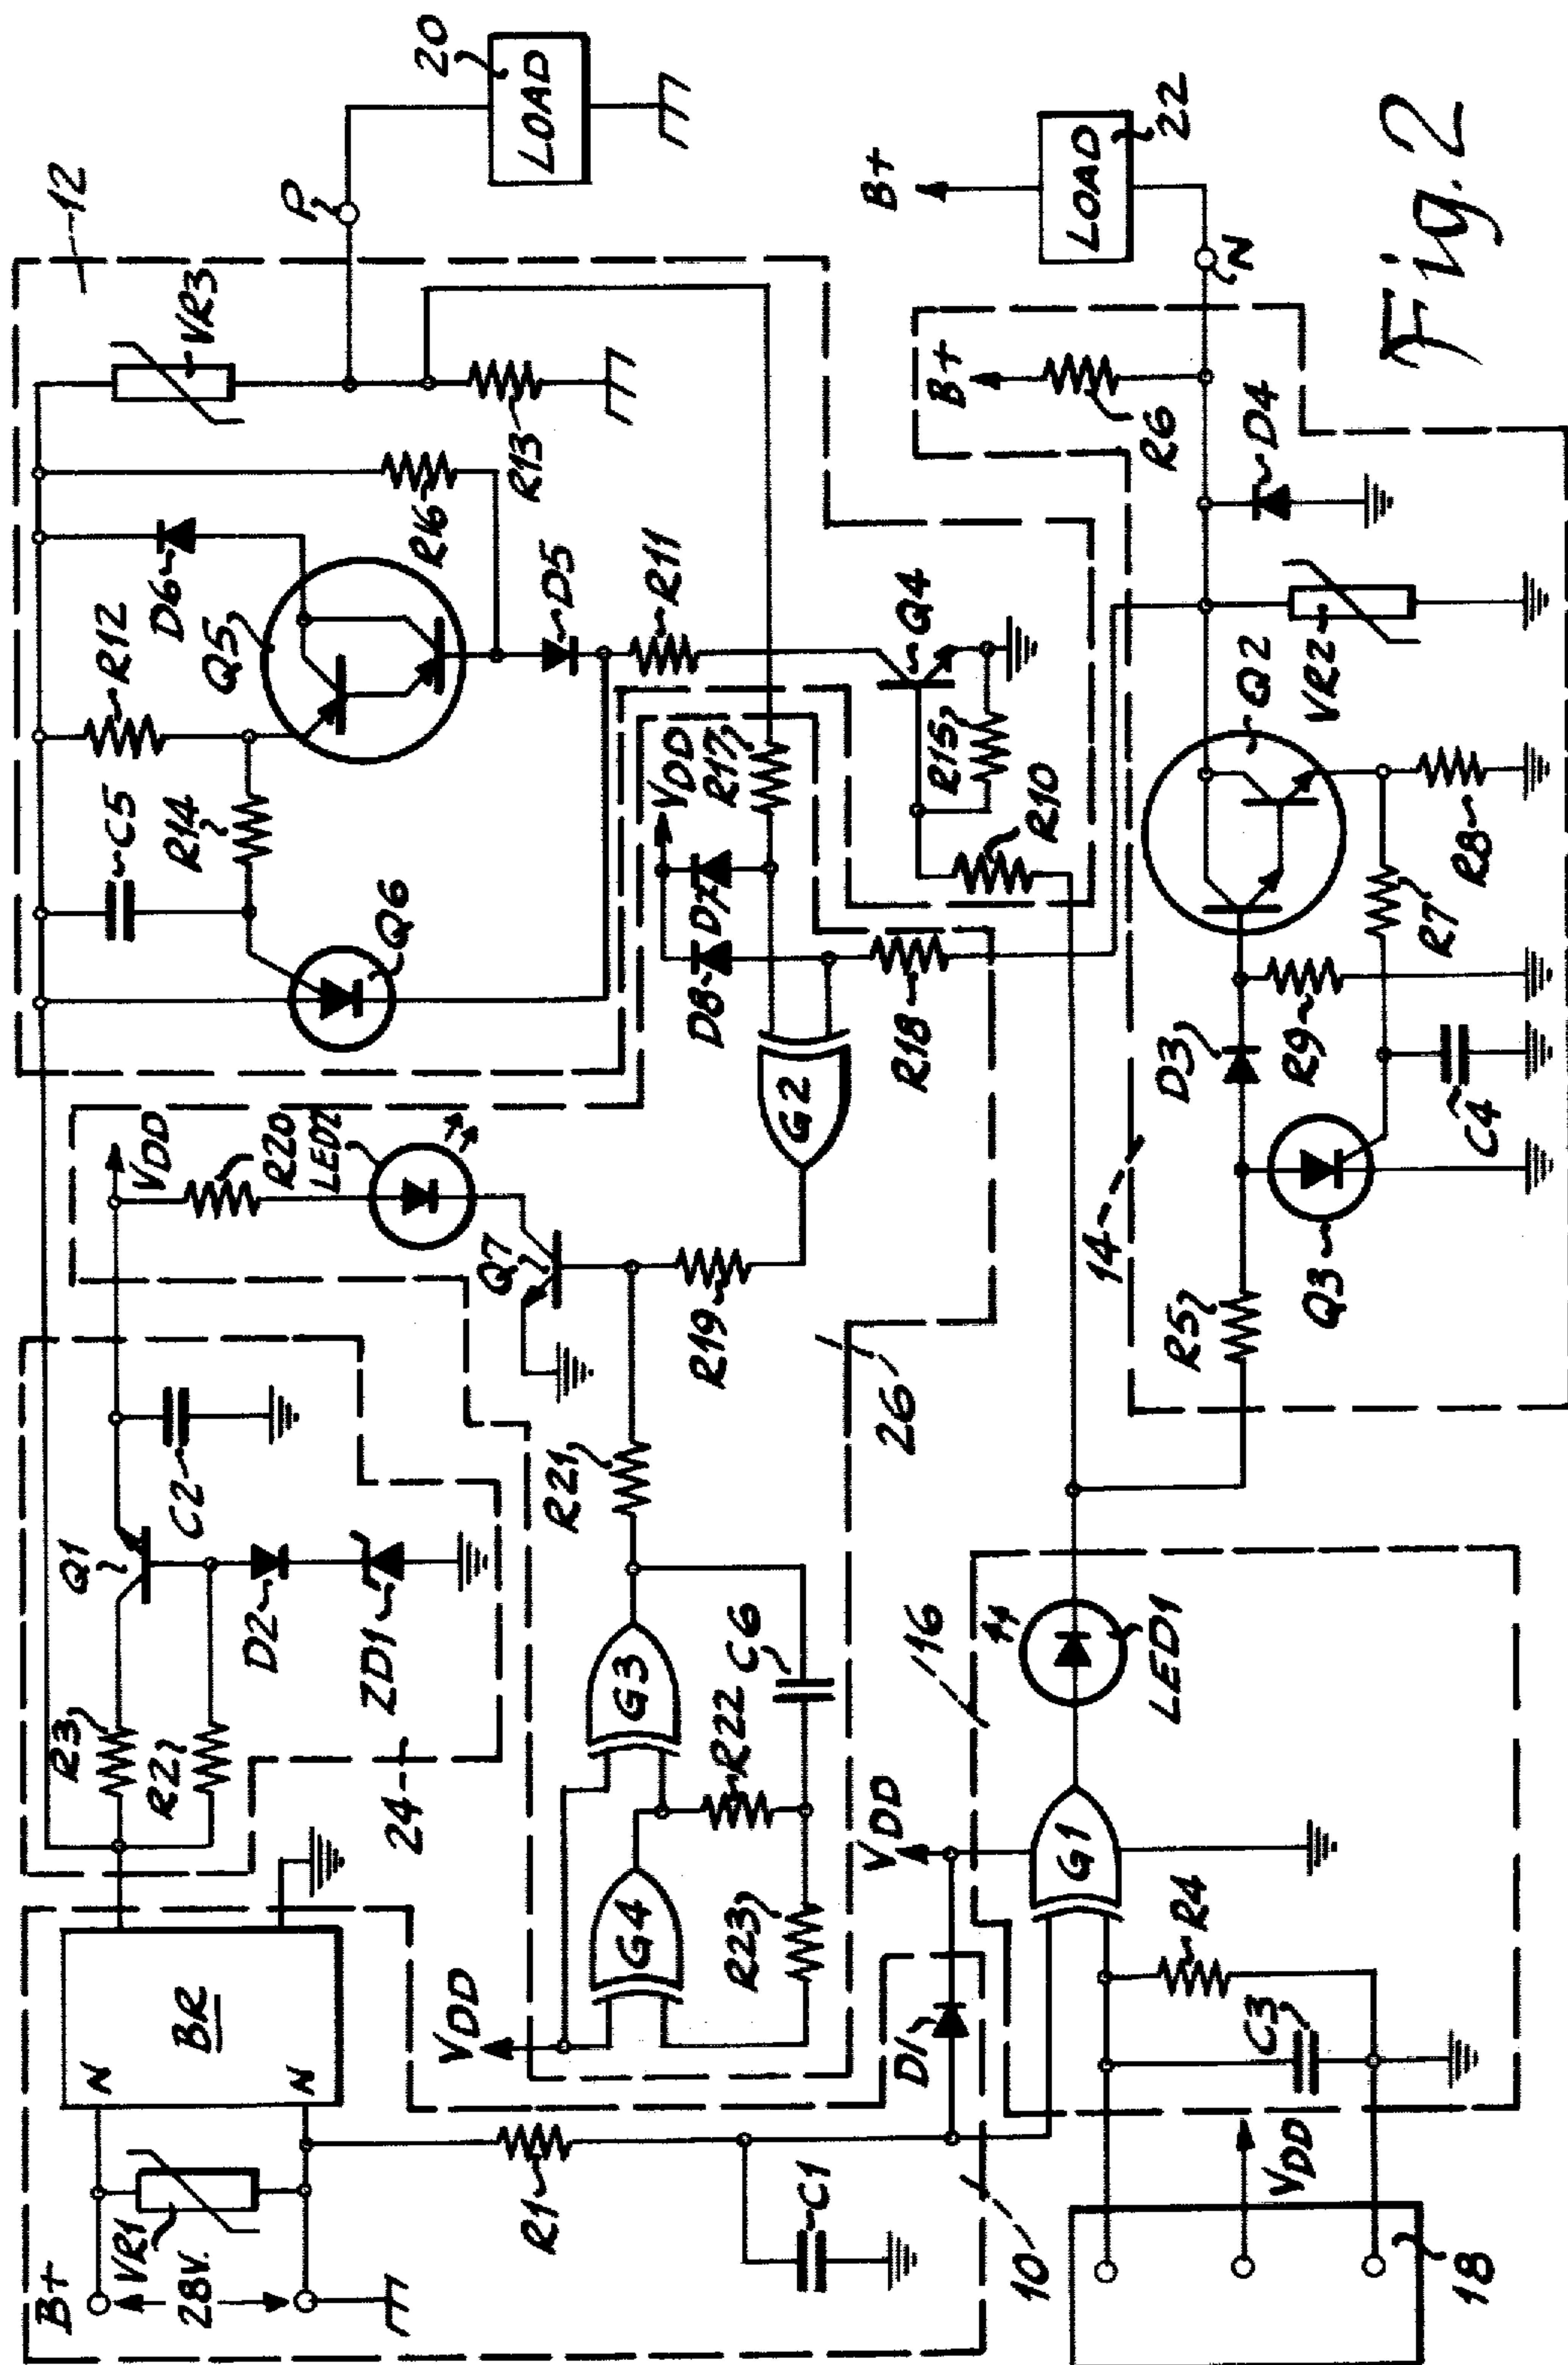 B+
VR1
28V.
N
N
BR
R3
R2
Q1
D2
ZD1
24
C2
VDD
R20
LED2
Q7
C5
R14
Q6
R12
Q5
D6
R16
D5
R11
VR3
R13
12
P
20
LOAD
R1
C1
10
VDD
G4
R23
R22
G3
C6
R21
R19
26
G2
D8
D7
VDD
R17
R18
R15
R10
Q4
B+
LOAD
22
N
B+
R6
D4
D1
VDD
G1
R4
C3
VDD
18
16
LED1
14
R5
Q3
D3
R9
C4
R7
R8
Q2
VR2
Fig. 2